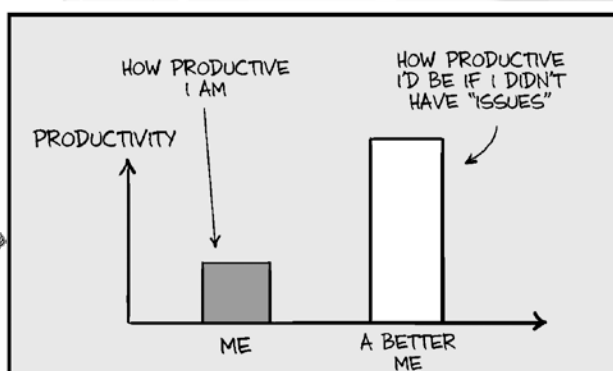 HOW PRODUCTIVE
I AM
HOW PRODUCTIVE
I'D BE IF I DIDN'T
HAVE "ISSUES"
PRODUCTIVITY
ME
A BETTER
ME